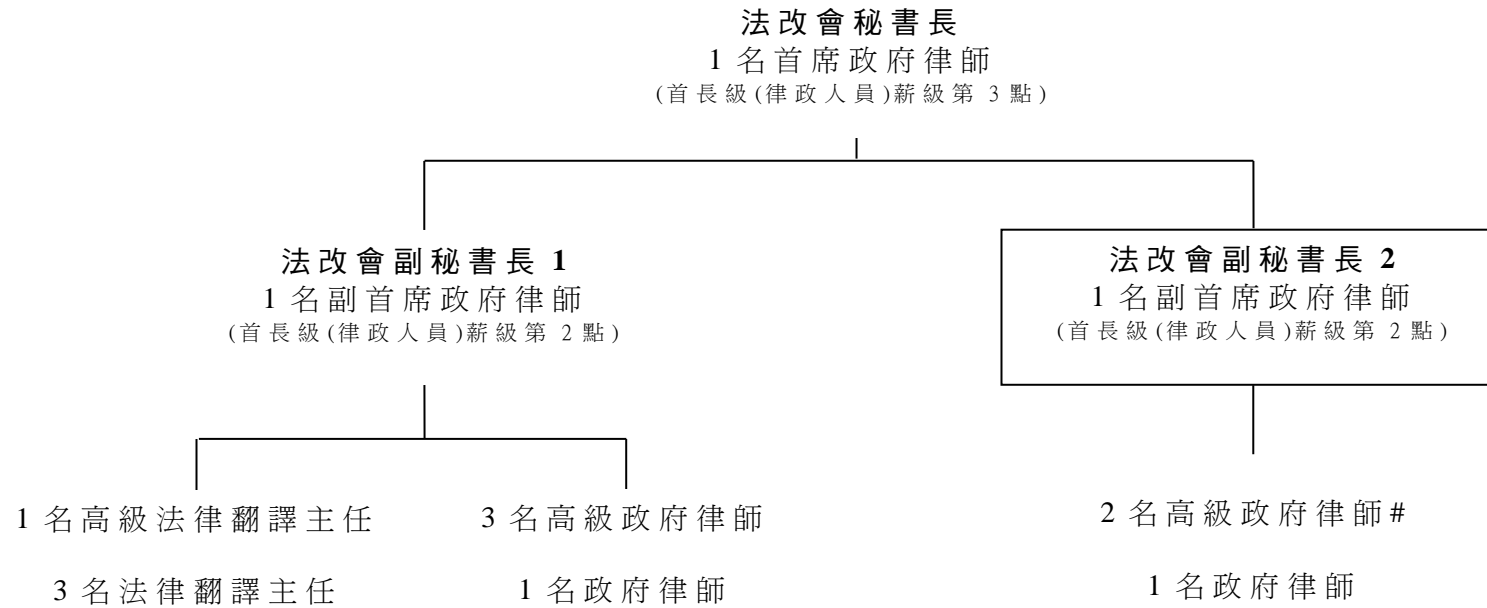 法改會秘書長
1 名首席政府律師
(首長級(律政人員)薪級第 3 點)
法改會副秘書長 1
1 名副首席政府律師
(首長級(律政人員)薪級第 2 點)
法改會副秘書長 2
1 名副首席政府律師
(首長級(律政人員)薪級第 2 點)
1 名高級法律翻譯主任
3 名法律翻譯主任
3 名高級政府律師
1 名政府律師
2 名高級政府律師#
1 名政府律師